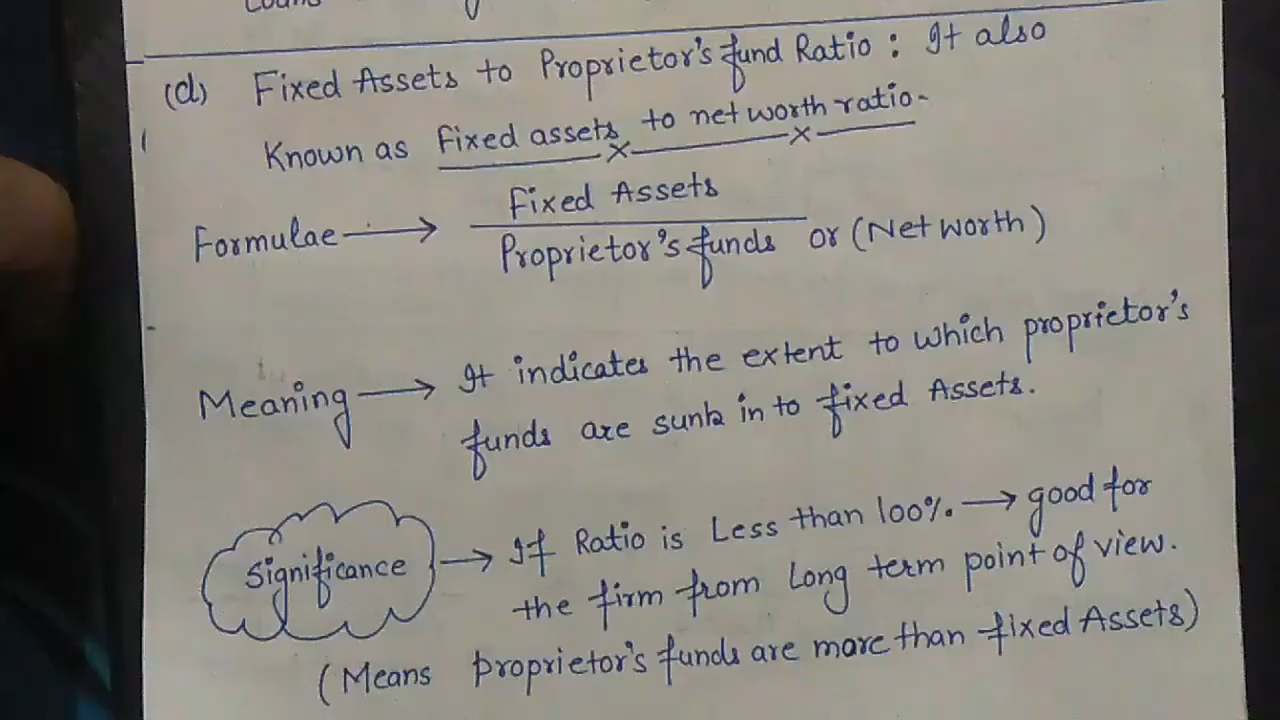 Loans
(d) Fixed Assets to Proprietor's fund Ratio : It also
Known as fixed assets to net worth ratio-
Formulae → Fixed Assets
Proprietor's funds or (Net worth)
Meaning → It indicates the extent to which proprietor's
funds are sunk in to fixed Assets.
Significance → If Ratio is Less than 100% → good for
the firm from Long term point of view.
(Means proprietor's funds are more than fixed Assets)